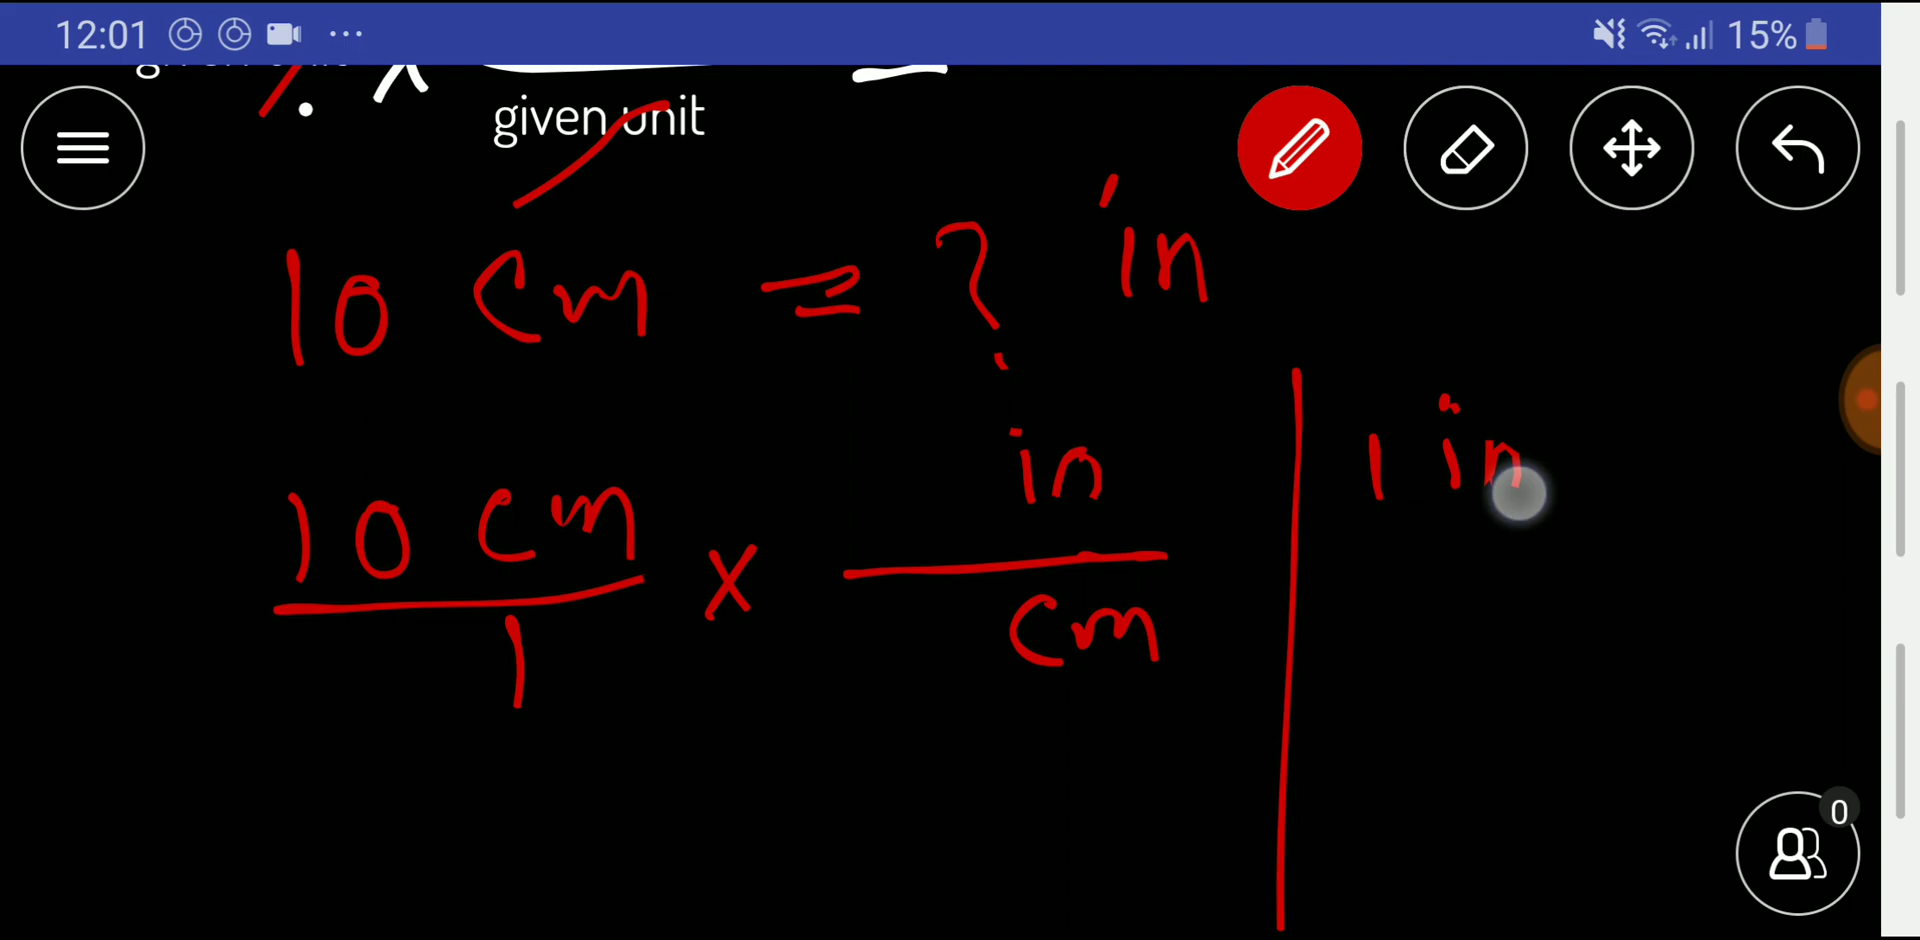 12:01 ... 15%
given unit
10 cm = ? in
in
1 in
10 cm × 
cm
1
0